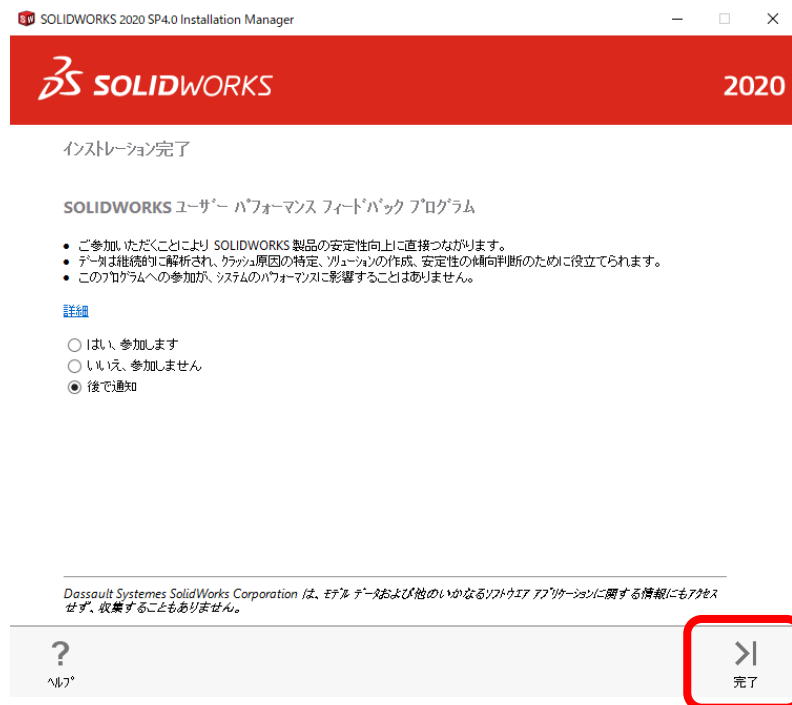 SOLIDWORKS 2020 SP4.0 Installation Manager
SOLIDWORKS
2020
インストレーション完了
SOLIDWORKS ユーザー パフォーマンス フィードバック プログラム
• ご参加いただくことにより SOLIDWORKS 製品の安定性向上に直接つながります。
• データは継続的に解析され、クラッシュ原因の特定、ソリューションの作成、安定性の傾向判断のために役立てられます。
• このプログラムへの参加が、システムのパフォーマンスに影響することはありません。
詳細
はい、参加します
いいえ、参加しません
後で通知
Dassault Systemes SolidWorks Corporation は、モデル データおよび他のいかなるソフトウエア アプリケーションに関する情報にもアクセス
せず、収集することもありません。
?
ヘルプ
完了